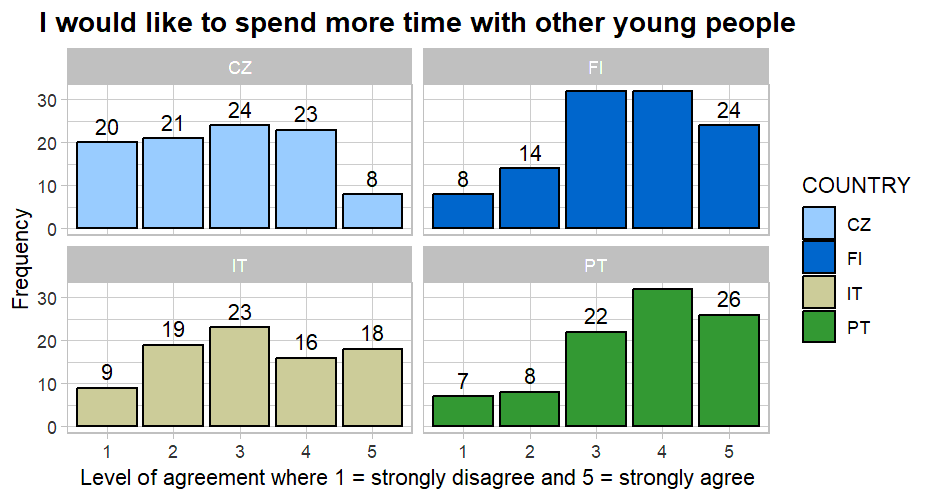 I would like to spend more time with other young people
CZ
FI
30
20
10
0
20
21
24
23
8
8
14
24
Frequency
IT
PT
30
20
10
0
9
19
23
16
18
7
8
22
26
1 2 3 4 5
1 2 3 4 5
Level of agreement where 1 = strongly disagree and 5 = strongly agree
COUNTRY
CZ
FI
IT
PT